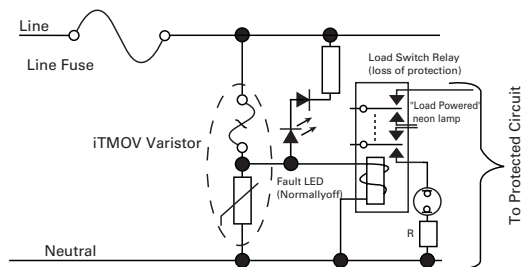 Line
Line Fuse
Load Switch Relay
(loss of protection)
"Load Powered"
neon lamp
iTMOV Varistor
Fault LED
(Normallyoff)
R
Neutral
To Protected Circuit